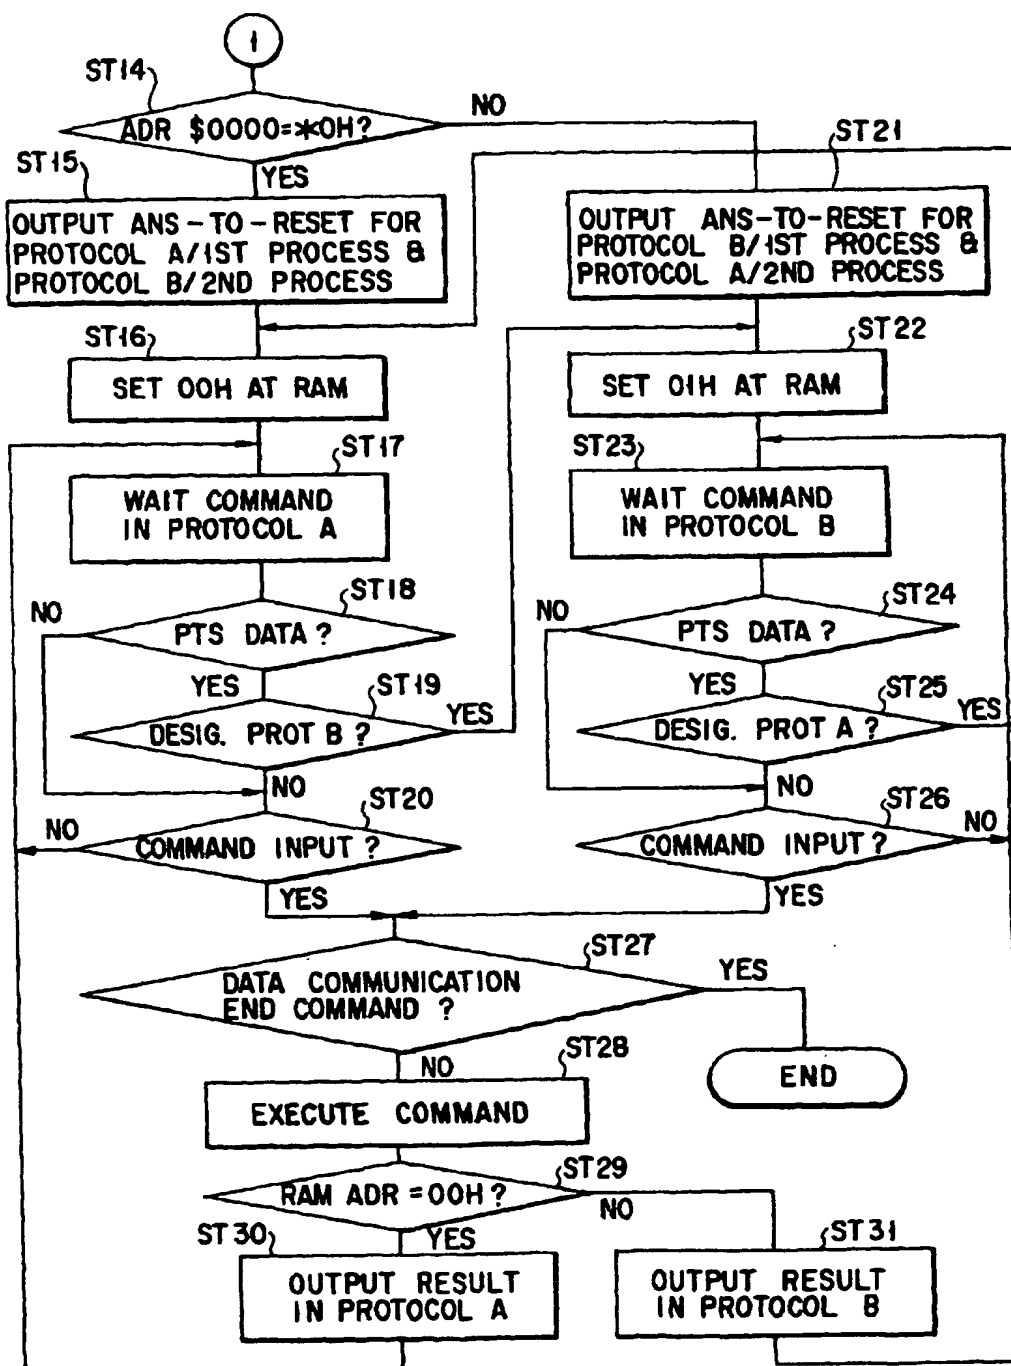 1
ST14
ADR $0000=*0H?
NO
YES
ST15
OUTPUT ANS-TO-RESET FOR
PROTOCOL A/1ST PROCESS &
PROTOCOL B/2ND PROCESS
ST21
OUTPUT ANS-TO-RESET FOR
PROTOCOL B/1ST PROCESS &
PROTOCOL A/2ND PROCESS
ST16
SET 00H AT RAM
ST22
SET 01H AT RAM
ST17
WAIT COMMAND
IN PROTOCOL A
ST23
WAIT COMMAND
IN PROTOCOL B
ST18
NO
PTS DATA?
YES
ST24
NO
PTS DATA?
YES
ST19
DESIG. PROT B?
YES
NO
ST25
DESIG. PROT A?
YES
NO
ST20
NO
COMMAND INPUT?
YES
ST26
COMMAND INPUT?
NO
YES
ST27
DATA COMMUNICATION
END COMMAND ?
YES
NO
END
ST28
EXECUTE COMMAND
ST29
RAM ADR=00H?
NO
YES
ST30
OUTPUT RESULT
IN PROTOCOL A
ST31
OUTPUT RESULT
IN PROTOCOL B